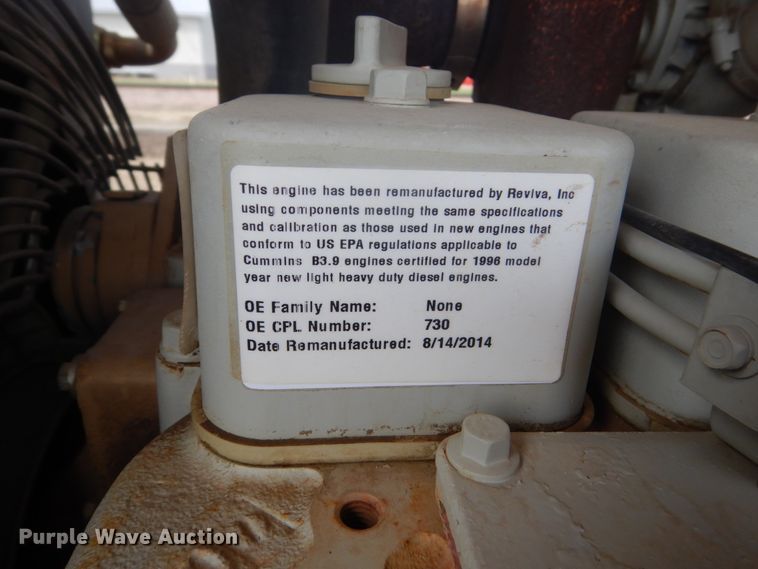 This engine has been remanufactured by Reviva, Inc
using components meeting the same specifications
and calibration as those used in new engines that
conform to US EPA regulations applicable to
Cummins B3.9 engines certified for 1996 model
year new light heavy duty diesel engines.
OE Family Name: None
OE CPL Number: 730
Date Remanufactured: 8/14/2014
Purple Wave Auction®